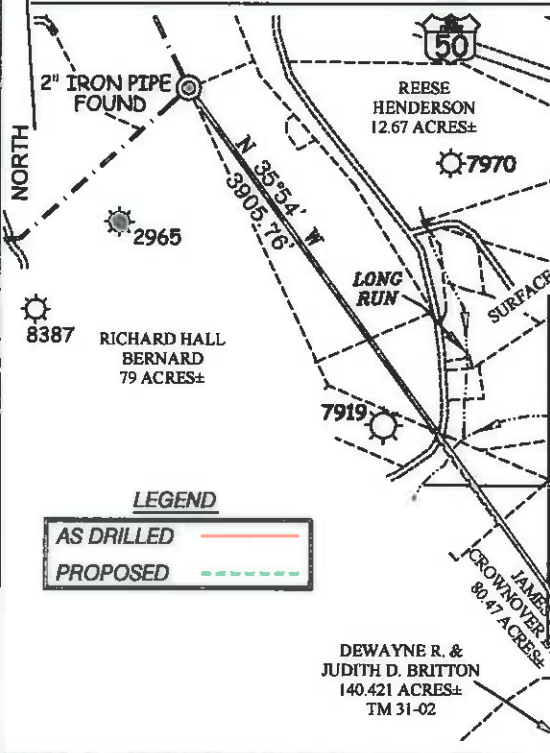 50
2" IRON PIPE
FOUND
REESE
HENDERSON
12.67 ACRES±
NORTH
7970
N 35°54' W
3905.76'
2965
LONG
RUN
SURFACE
8387
RICHARD HALL
BERNARD
79 ACRES±
7919
LEGEND
AS DRILLED
PROPOSED
JAMES
CROWNOVER
80.47 ACRES±
DEWAYNE R. &
JUDITH D. BRITTON
140.421 ACRES±
TM 31-02